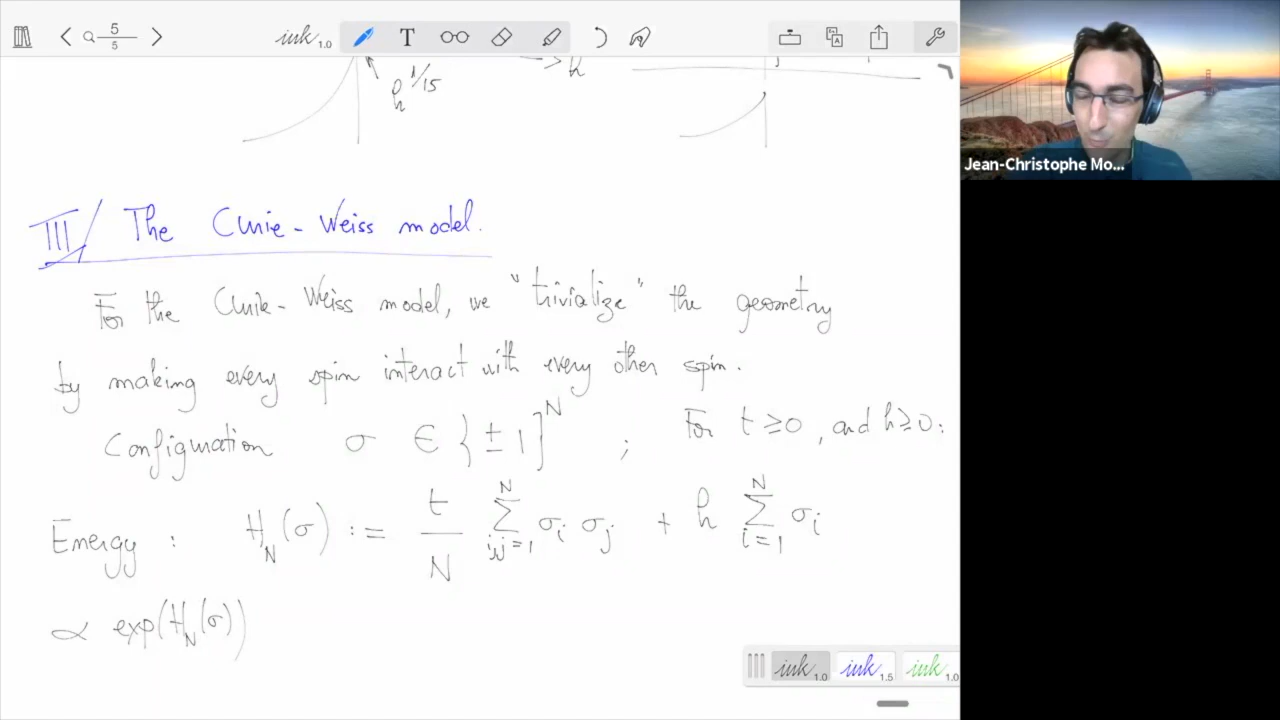 5
5
ink 1.0
T
h^{1/15}
h
III/ The Curie-Weiss model.
For the Curie-Weiss model, we "trivialize" the geometry
by making every spin interact with every other spin.
Configuration σ ∈ {±1}^N ; For t ≥ 0, and h ≥ 0:
Energy : H_N(σ) := t/N ∑_{i,j=1}^N σ_i σ_j + h ∑_{i=1}^N σ_i
∝ exp(H_N(σ))
ink 1.0 ink 1.5 ink 1.0
Jean-Christophe Mo...